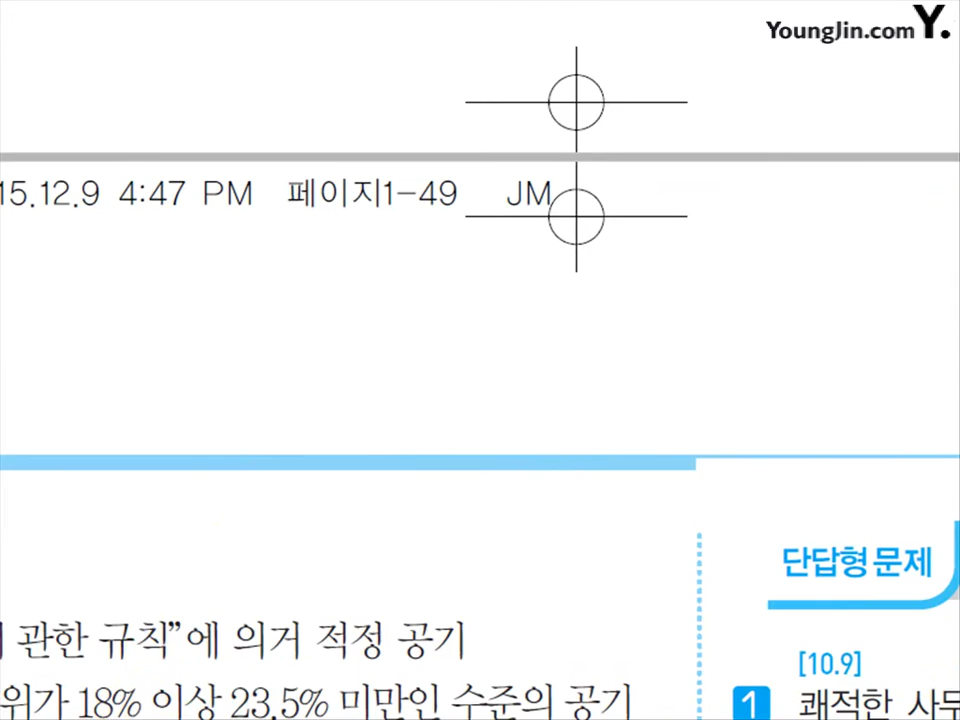 YoungJin.com Y.
15.12.9 4:47 PM 페이지1-49 JM
단답형 문제
관한 규칙”에 의거 적정 공기
[10.9]
위가 18% 이상 23.5% 미만인 수준의 공기
1 쾌적한 사무